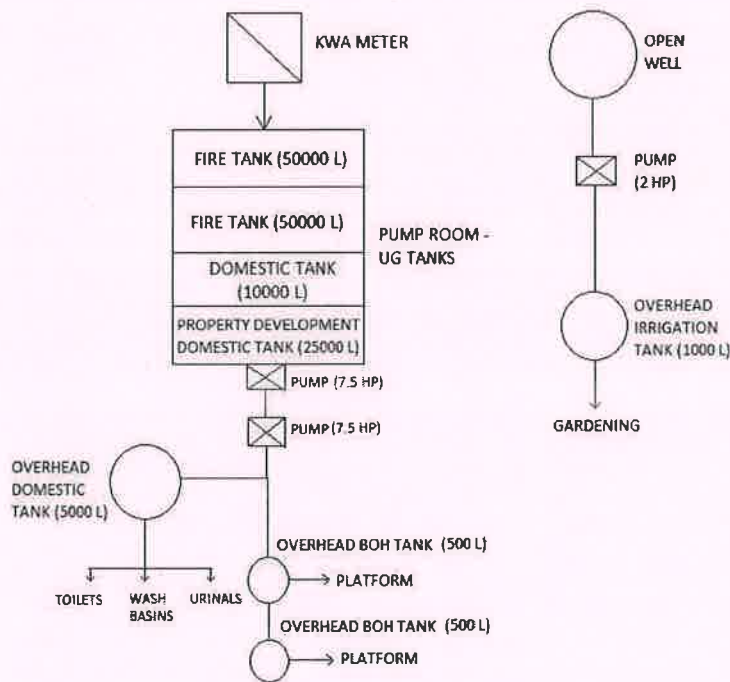 KWA METER
FIRE TANK (50000 L)
FIRE TANK (50000 L)
DOMESTIC TANK
(10000 L)
PROPERTY DEVELOPMENT
DOMESTIC TANK (25000 L)
PUMP ROOM -
UG TANKS
PUMP (7.5 HP)
PUMP (7.5 HP)
OVERHEAD
DOMESTIC
TANK (5000 L)
TOILETS
WASH
BASINS
URINALS
OVERHEAD BOH TANK (500 L)
PLATFORM
OVERHEAD BOH TANK (500 L)
PLATFORM
OPEN
WELL
PUMP
(2 HP)
OVERHEAD
IRRIGATION
TANK (1000 L)
GARDENING